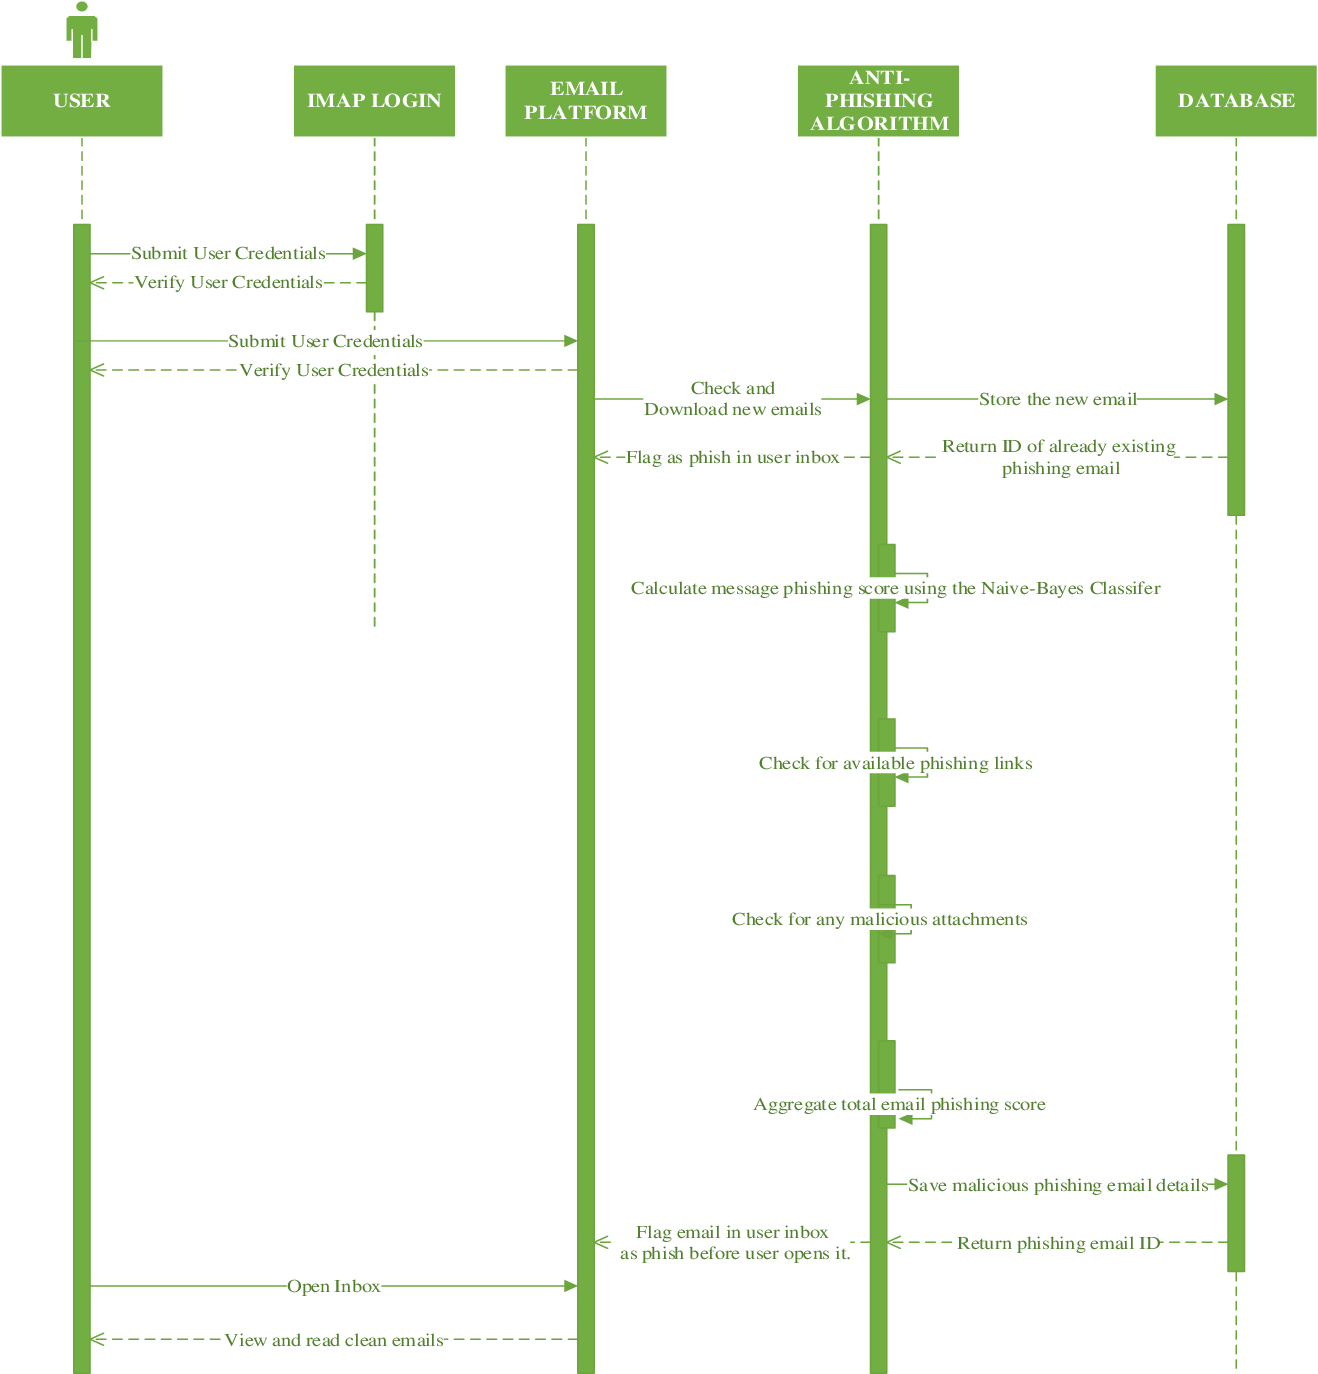 USER
IMAP LOGIN
EMAIL
PLATFORM
ANTI-
PHISHING
ALGORITHM
DATABASE
Submit User Credentials
Verify User Credentials
Submit User Credentials
Verify User Credentials
Check and
Download new emails
Store the new email
Return ID of already existing
phishing email
Flag as phish in user inbox
Calculate message phishing score using the Naive-Bayes Classifer
Check for available phishing links
Check for any malicious attachments
Aggregate total email phishing score
Save malicious phishing email details
Flag email in user inbox
as phish before user opens it.
Return phishing email ID
Open Inbox
View and read clean emails